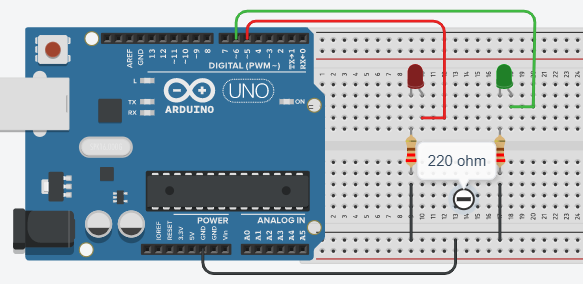 AREF
GND
13
12
~11
~10
~9
8
7
~6
~5
4
~3
2
TX→1
RX←0
DIGITAL (PWM~)
L
TX
RX
ARDUINO
UNO
ON
220 ohm
POWER
ANALOG IN
IOREF
RESET
3.3V
5V
GND
GND
Vin
A0
A1
A2
A3
A4
A5